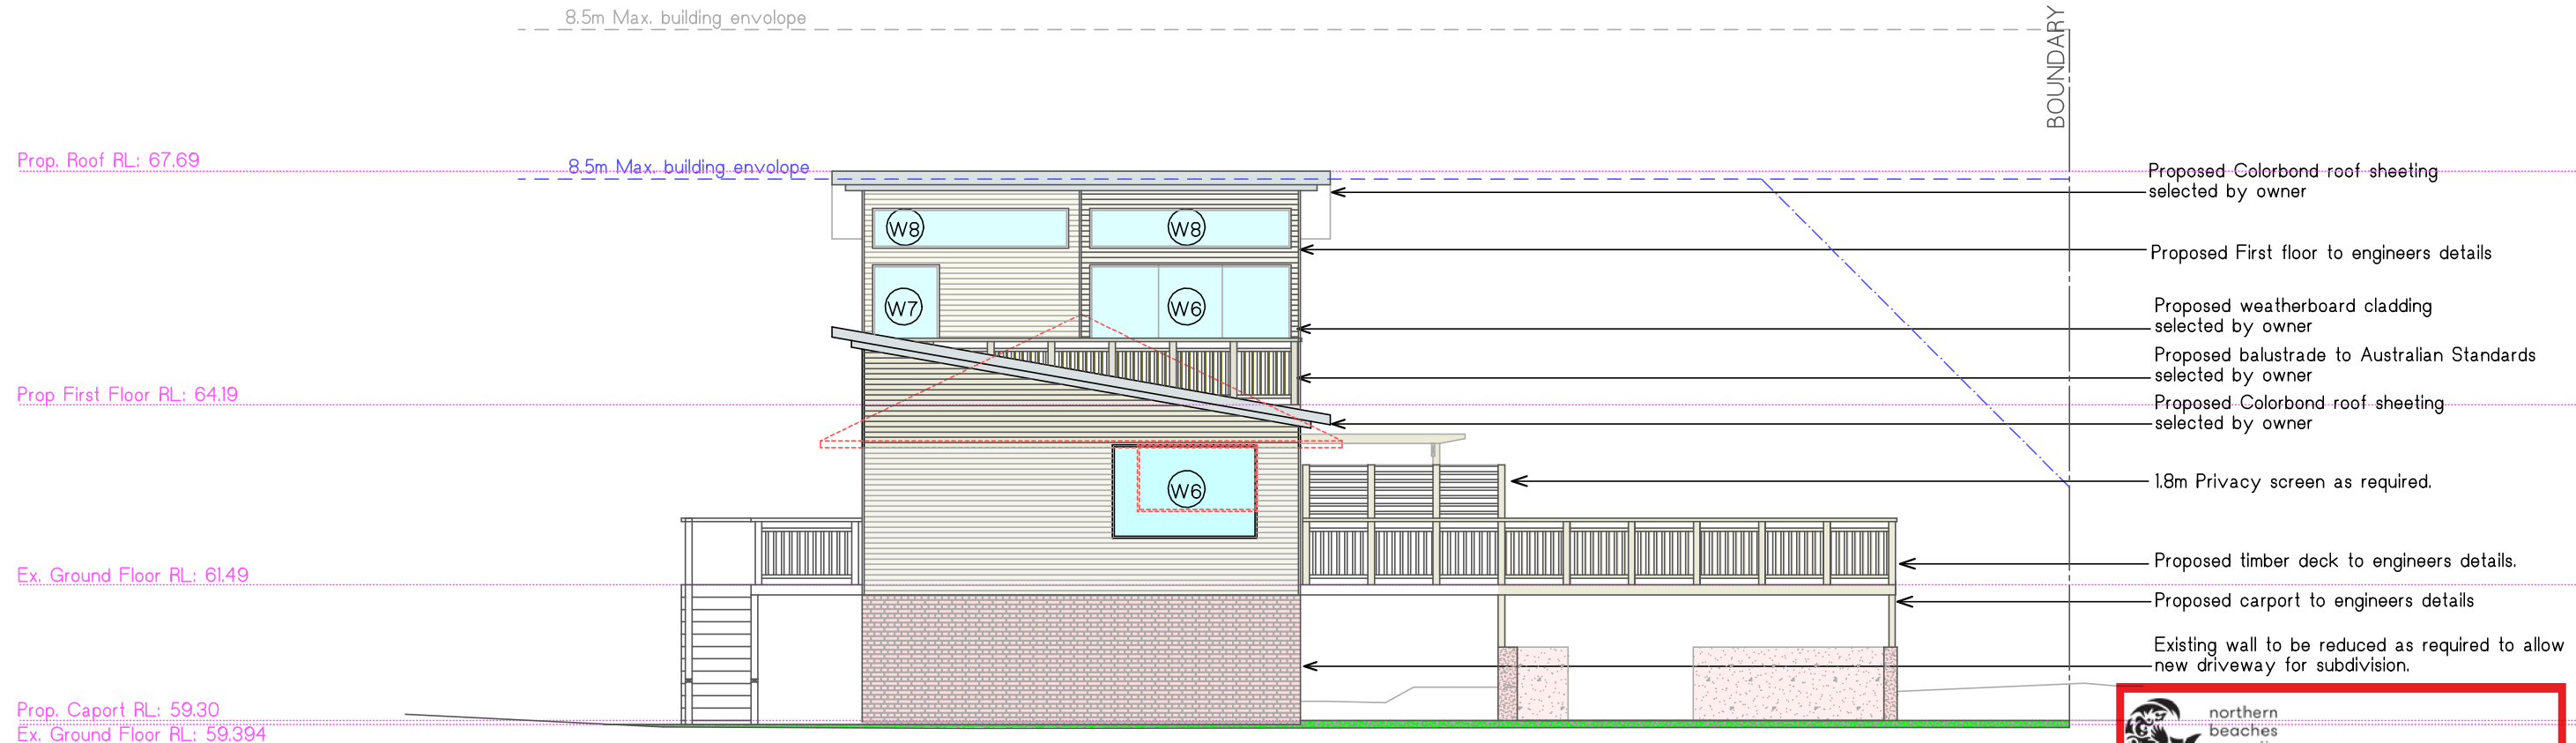 8.5m Max. building envelope
BOUNDARY
Prop. Roof RL: 67.69
8.5m Max. building envelope
Proposed Colorbond roof sheeting
selected by owner
W8
W8
Proposed First floor to engineers details
W7
W6
Proposed weatherboard cladding
selected by owner
Proposed balustrade to Australian Standards
selected by owner
Prop First Floor RL: 64.19
Proposed Colorbond roof sheeting
selected by owner
W6
1.8m Privacy screen as required.
Proposed timber deck to engineers details.
Ex. Ground Floor RL: 61.49
Proposed carport to engineers details
Existing wall to be reduced as required to allow
new driveway for subdivision.
Prop. Caport RL: 59.30
Ex. Ground Floor RL: 59.394
northern
beaches